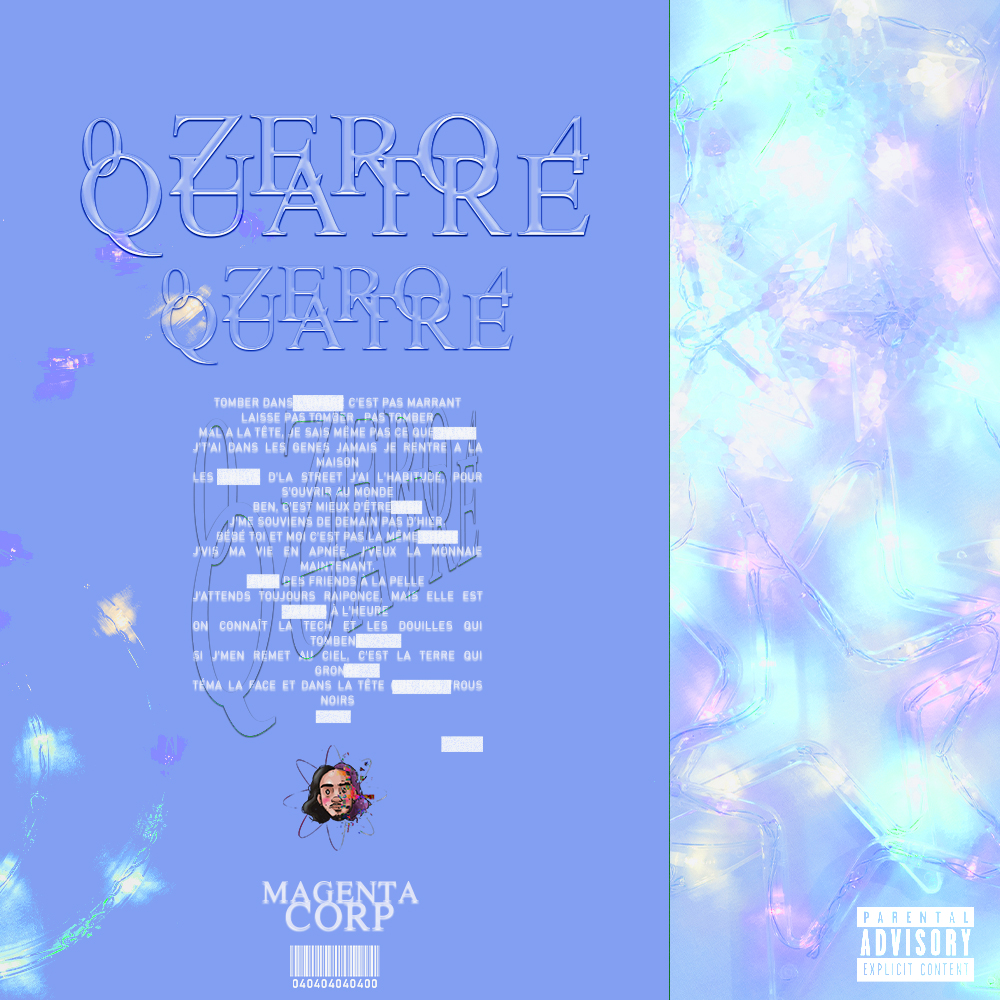 0 ZERO 4
QUATRE
0 ZERO 4
QUATRE
TOMBER DANS C'EST PAS MARRANT
LAISSE PAS TOMBER , PAS TOMBER
MAL A LA TÊTE, JE SAIS MÊME PAS CE QUE
J'T'AI DANS LES GENES JAMAIS JE RENTRE A LA
MAISON
LES D'LA STREET J'AI L'HABITUDE, POUR
S'OUVRIR AU MONDE
BEN, C'EST MIEUX D'ÊTRE
J'ME SOUVIENS DE DEMAIN PAS D'HIER,
BÉBÉ TOI ET MOI C'EST PAS LA MÊME
J'VIS MA VIE EN APNÉE, J'VEUX LA MONNAIE
MAINTENANT,
DES FRIENDS A LA PELLE
J'ATTENDS TOUJOURS RAIPONCE, MAIS ELLE EST
À L'HEURE
ON CONNAÎT LA TECH ET LES DOUILLES QUI
TOMBEN
SI J'MEN REMET AU CIEL, C'EST LA TERRE QUI
GRON
TEMA LA FACE ET DANS LA TÊTE TROUS
NOIRS
MAGENTA
CORP
040404040400
PARENTAL
ADVISORY
EXPLICIT CONTENT